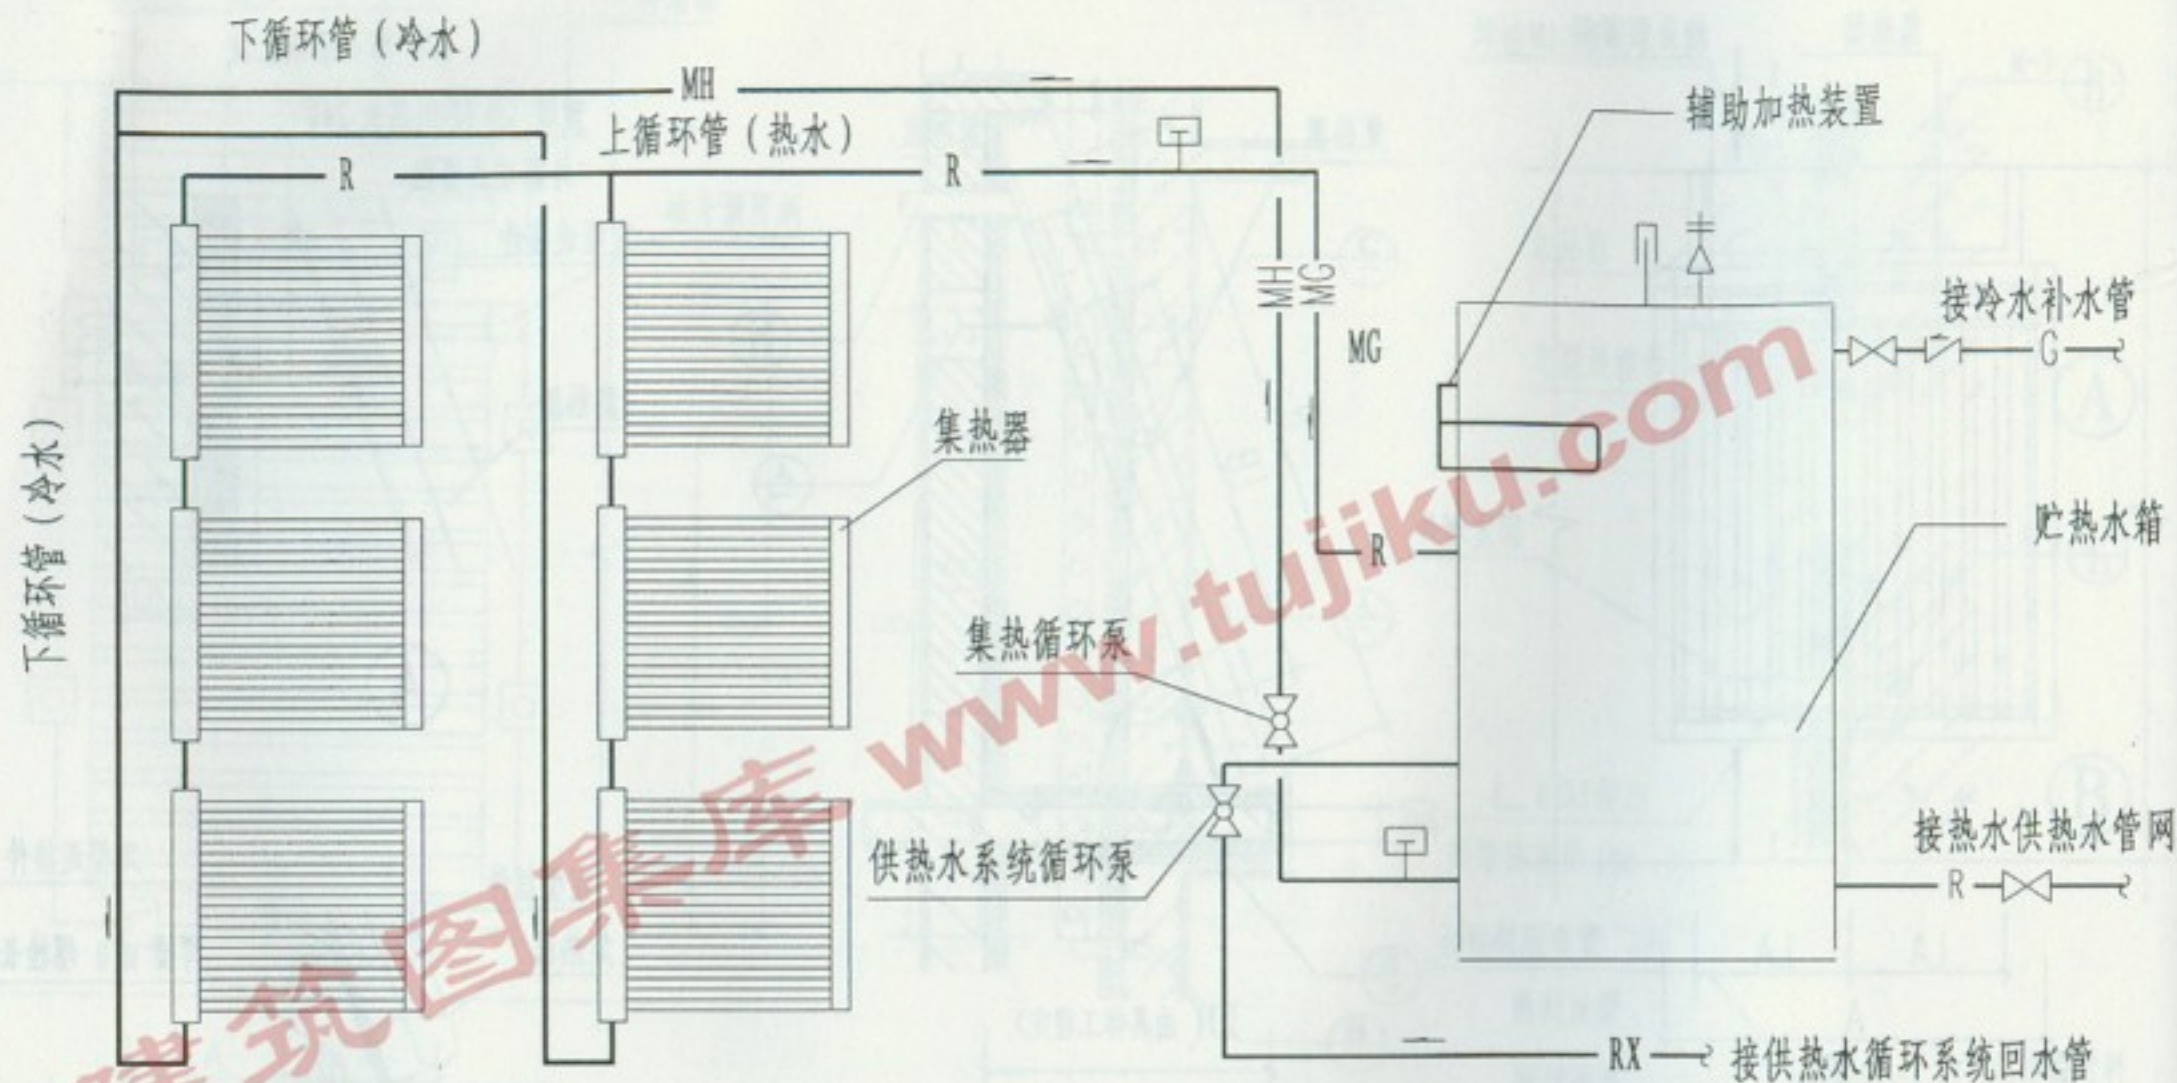 下循环管（冷水）
MH
上循环管（热水）
辅助加热装置
R
R
MH
MG
MG
接冷水补水管
G
集热器
下循环管（冷水）
R
贮热水箱
集热循环泵
供热水系统循环泵
接热水供热水管网
R
RX
接供热水循环系统回水管
建筑图集库 www.tujiku.com